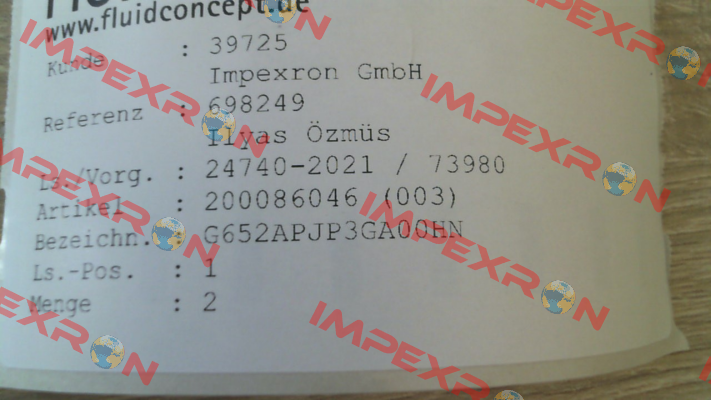 www.fluidconcept.de
Kunde : 39725
Impexron GmbH
Referenz : 698249
Ilyas Özmüs
Ls./Vorg. : 24740-2021 / 73980
Artikel : 200086046 (003)
Bezeichn. : G652APJP3GA00HN
Ls.-Pos. : 1
Menge : 2
IMPEXRON
IMPEXRON
IMPEXRON
IMPEXRON
IMPEXRON
IMPEXRON